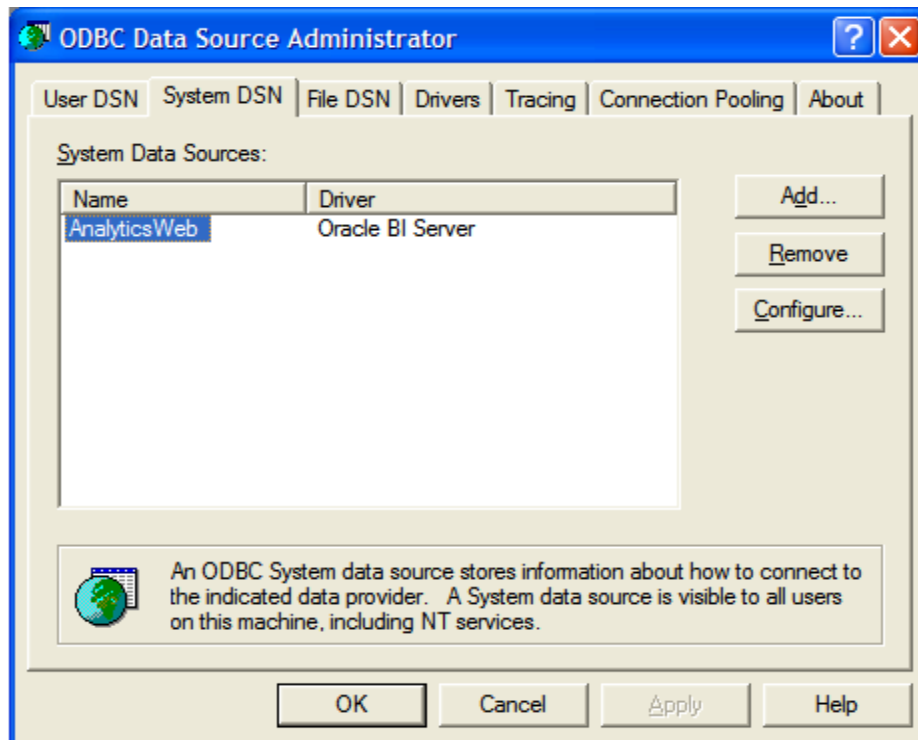 ODBC Data Source Administrator
User DSN System DSN File DSN Drivers Tracing Connection Pooling About
System Data Sources:
Name Driver
AnalyticsWeb Oracle BI Server
Add...
Remove
Configure...
An ODBC System data source stores information about how to connect to
the indicated data provider. A System data source is visible to all users
on this machine, including NT services.
OK Cancel Apply Help